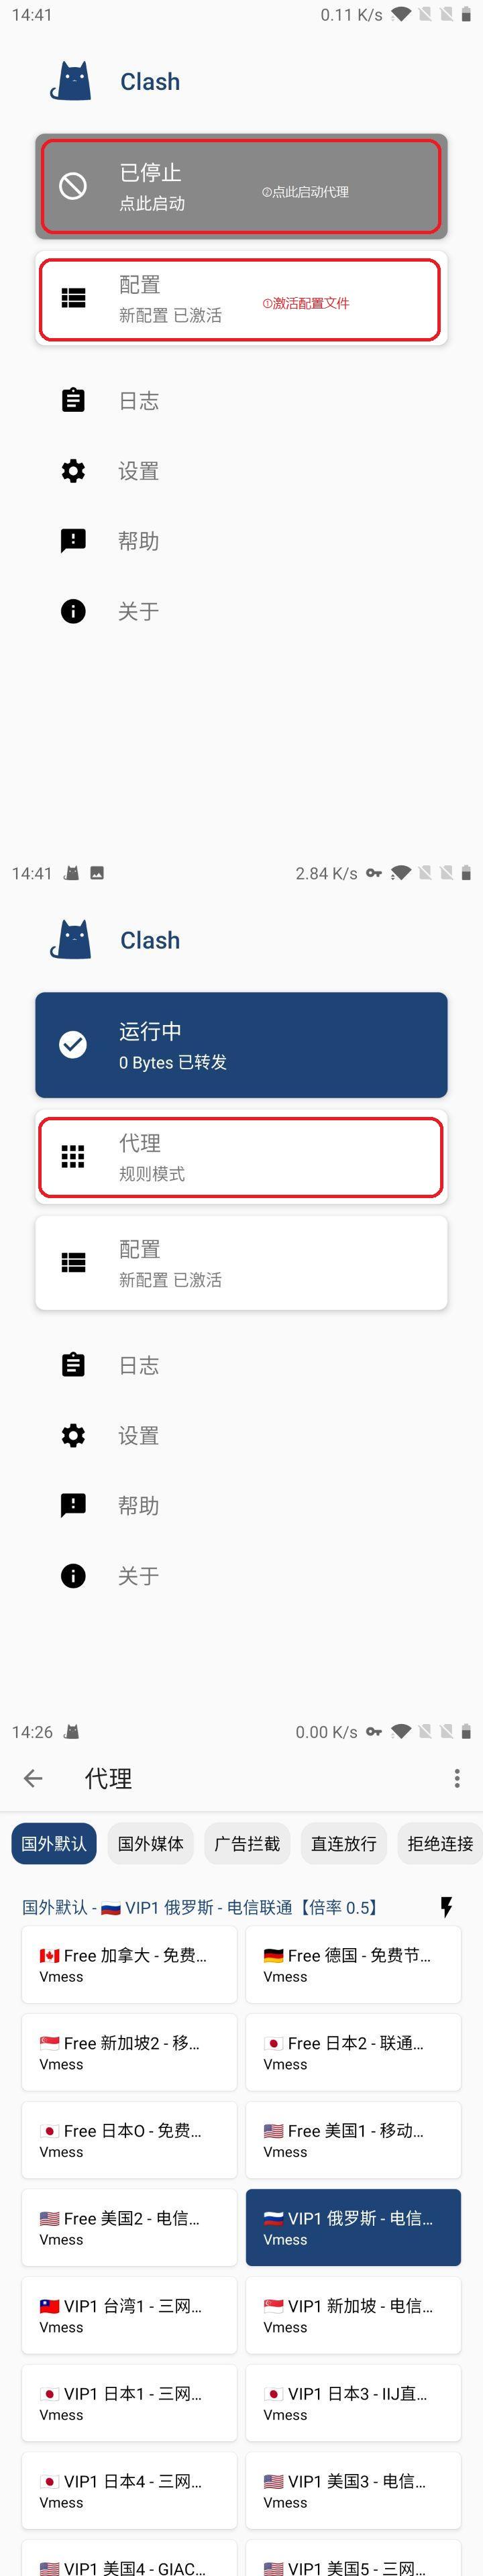 14:41
0.11 K/s
Clash
已停止
点此启动
②点此启动代理
配置
新配置 已激活
①激活配置文件
日志
设置
帮助
关于
14:41
2.84 K/s
Clash
运行中
0 Bytes 已转发
代理
规则模式
配置
新配置 已激活
日志
设置
帮助
关于
14:26
0.00 K/s
代理
国外默认
国外媒体
广告拦截
直连放行
拒绝连接
国外默认 - 🇷🇺 VIP1 俄罗斯 - 电信联通【倍率 0.5】
🇨🇦 Free 加拿大 - 免费...
Vmess
🇩🇪 Free 德国 - 免费节...
Vmess
🇸🇬 Free 新加坡2 - 移...
Vmess
🇯🇵 Free 日本2 - 联通...
Vmess
🇯🇵 Free 日本O - 免费...
Vmess
🇺🇸 Free 美国1 - 移动...
Vmess
🇺🇸 Free 美国2 - 电信...
Vmess
🇷🇺 VIP1 俄罗斯 - 电信...
Vmess
🇹🇼 VIP1 台湾1 - 三网...
Vmess
🇸🇬 VIP1 新加坡 - 电信...
Vmess
🇯🇵 VIP1 日本1 - 三网...
Vmess
🇯🇵 VIP1 日本3 - IIJ直...
Vmess
🇯🇵 VIP1 日本4 - 三网...
Vmess
🇺🇸 VIP1 美国3 - 电信...
Vmess
🇺🇸 VIP1 美国4 - GIAC...
🇺🇸 VIP1 美国5 - 三网...